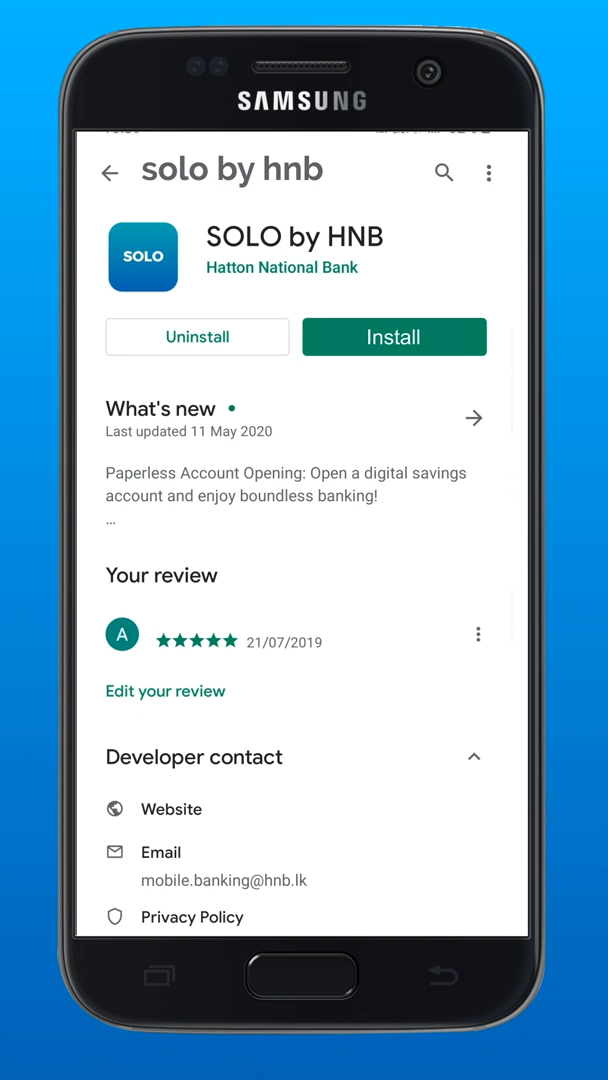 SAMSUNG
solo by hnb
SOLO
SOLO by HNB
Hatton National Bank
Uninstall
Install
What's new
Last updated 11 May 2020
Paperless Account Opening: Open a digital savings
account and enjoy boundless banking!
...
Your review
A
21/07/2019
Edit your review
Developer contact
Website
Email
mobile.banking@hnb.lk
Privacy Policy